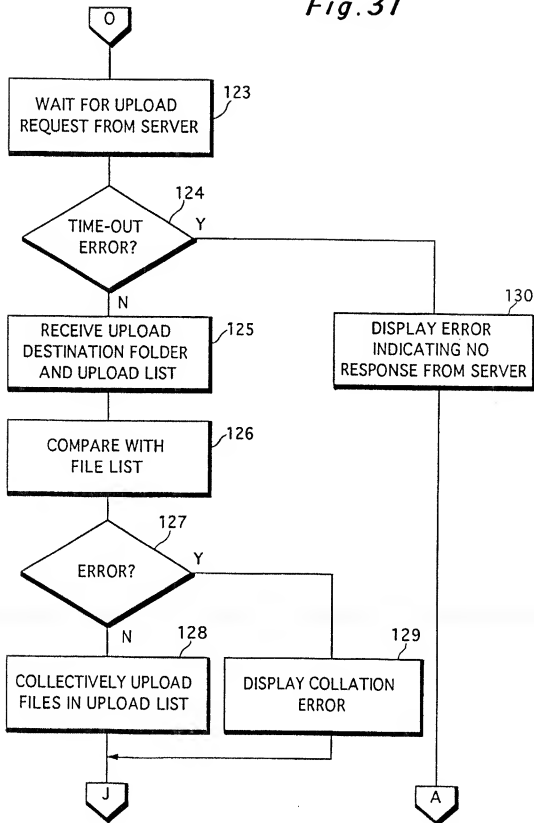 Fig. 31
O
WAIT FOR UPLOAD
REQUEST FROM SERVER
123
TIME-OUT
ERROR?
124
Y
N
RECEIVE UPLOAD
DESTINATION FOLDER
AND UPLOAD LIST
125
DISPLAY ERROR
INDICATING NO
RESPONSE FROM SERVER
130
COMPARE WITH
FILE LIST
126
ERROR?
127
Y
N
COLLECTIVELY UPLOAD
FILES IN UPLOAD LIST
128
DISPLAY COLLATION
ERROR
129
J
A